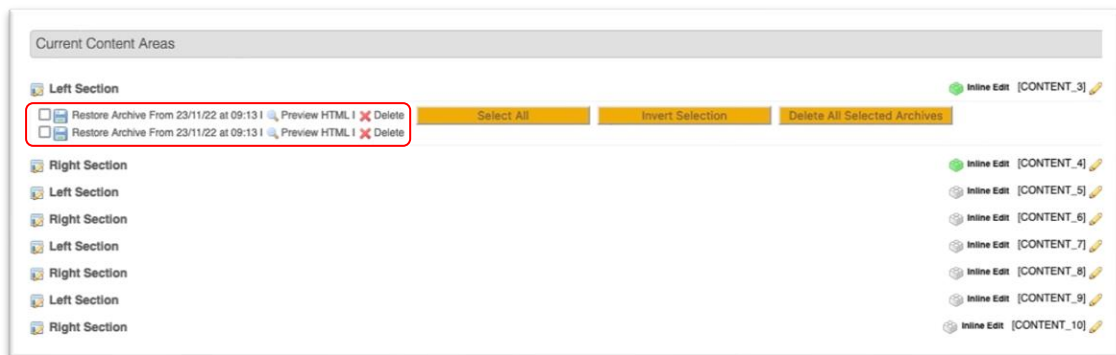 Current Content Areas
Left Section Inline Edit [CONTENT_3]
Restore Archive From 23/11/22 at 09:13 | Preview HTML | Delete Select All Invert Selection Delete All Selected Archives
Restore Archive From 23/11/22 at 09:13 | Preview HTML | Delete
Right Section Inline Edit [CONTENT_4]
Left Section Inline Edit [CONTENT_5]
Right Section Inline Edit [CONTENT_6]
Left Section Inline Edit [CONTENT_7]
Right Section Inline Edit [CONTENT_8]
Left Section Inline Edit [CONTENT_9]
Right Section Inline Edit [CONTENT_10]